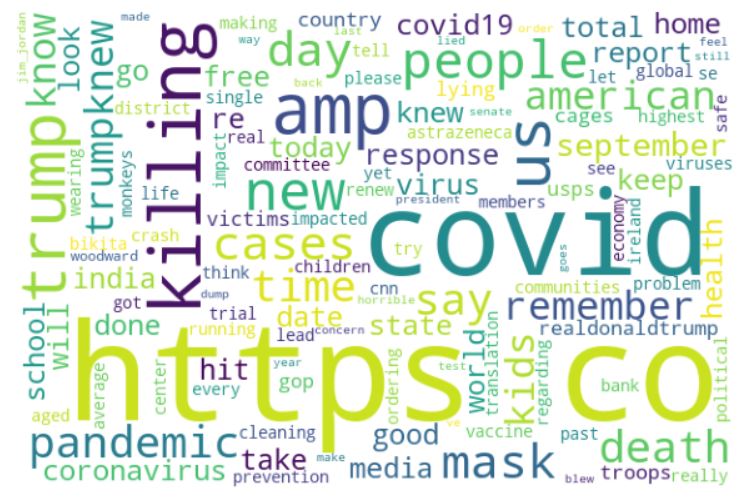 jim jordan
trump
know
look
wearing
trumpknew
go
district
monkeys
life
killing
day
free
single
re
real
impact
committee
made
way
order
last
still
feel
making
country
tell
lied
back
please
covid19
people
lying
let
global
se
total
home
report
american
cages
highest
safe
amp
knew
astrazeneca
us
september
today
response
usps
keep
viruses
new
renew
yet
senate
virus
see
victims
impacted
president
members
economy
ireland
health
bikita
crash
woodward
cases
covid
india
think
children
try
goes
got
dump
time
cnn
say
communities
problem
horrible
remember
school
will
done
trial
date
state
running
lead
concern
realdonaldtrump
https co
hit
year
test
world
translation
kids
regarding
bank
political
every
gop
ordering
ve
center
average
aged
pandemic
cleaning
good
vaccine
past
death
coronavirus
prevention
take
make
media
mask
blew
troops
really